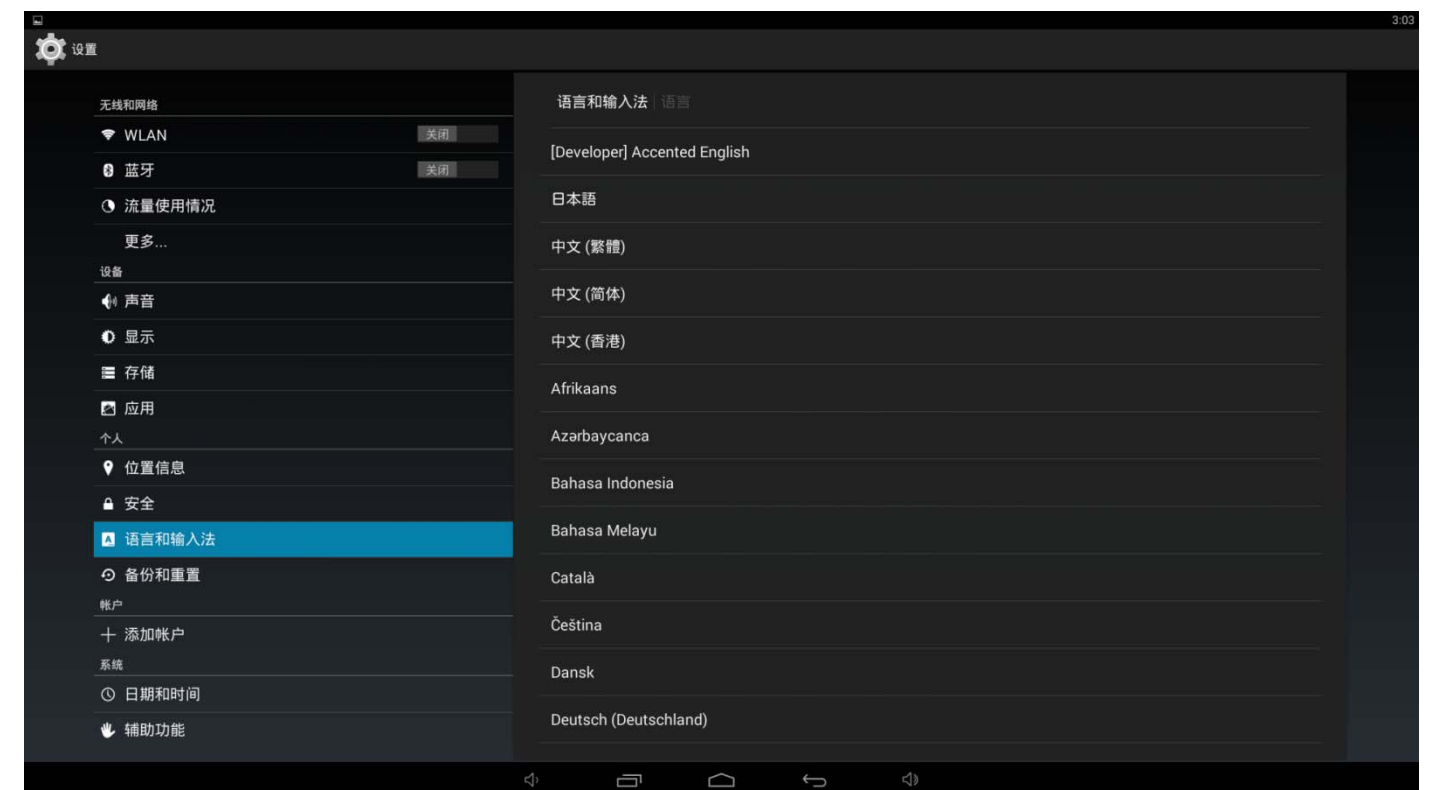 3:03
设置
无线和网络
WLAN 关闭
蓝牙 关闭
流量使用情况
更多...
设备
声音
显示
存储
应用
个人
位置信息
安全
语言和输入法
备份和重置
帐户
添加帐户
系统
日期和时间
辅助功能
语言和输入法 语言
[Developer] Accented English
日本語
中文 (繁體)
中文 (简体)
中文 (香港)
Afrikaans
Azərbaycanca
Bahasa Indonesia
Bahasa Melayu
Català
Čeština
Dansk
Deutsch (Deutschland)